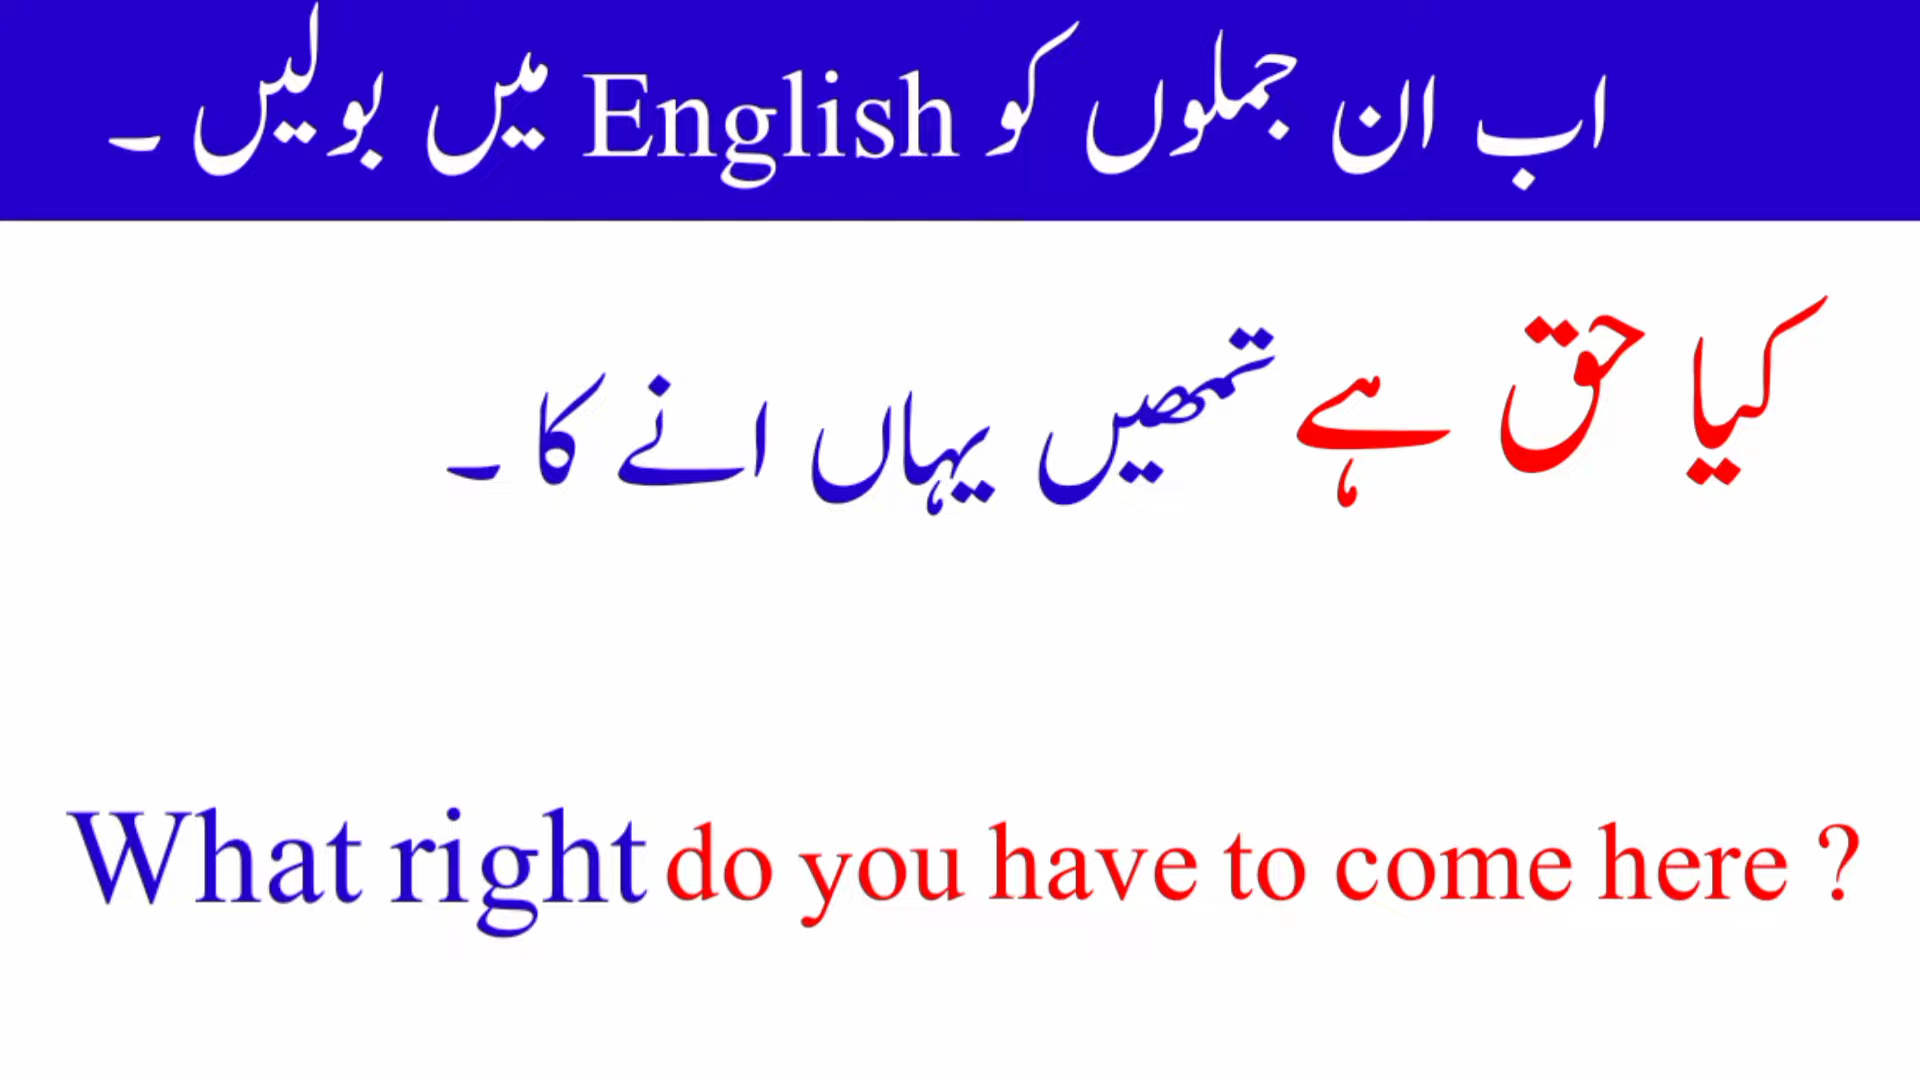 اب ان جملوں کو English میں بولیں ۔
کیا حق ہے تمھیں یہاں انے کا ۔
What right do you have to come here ?